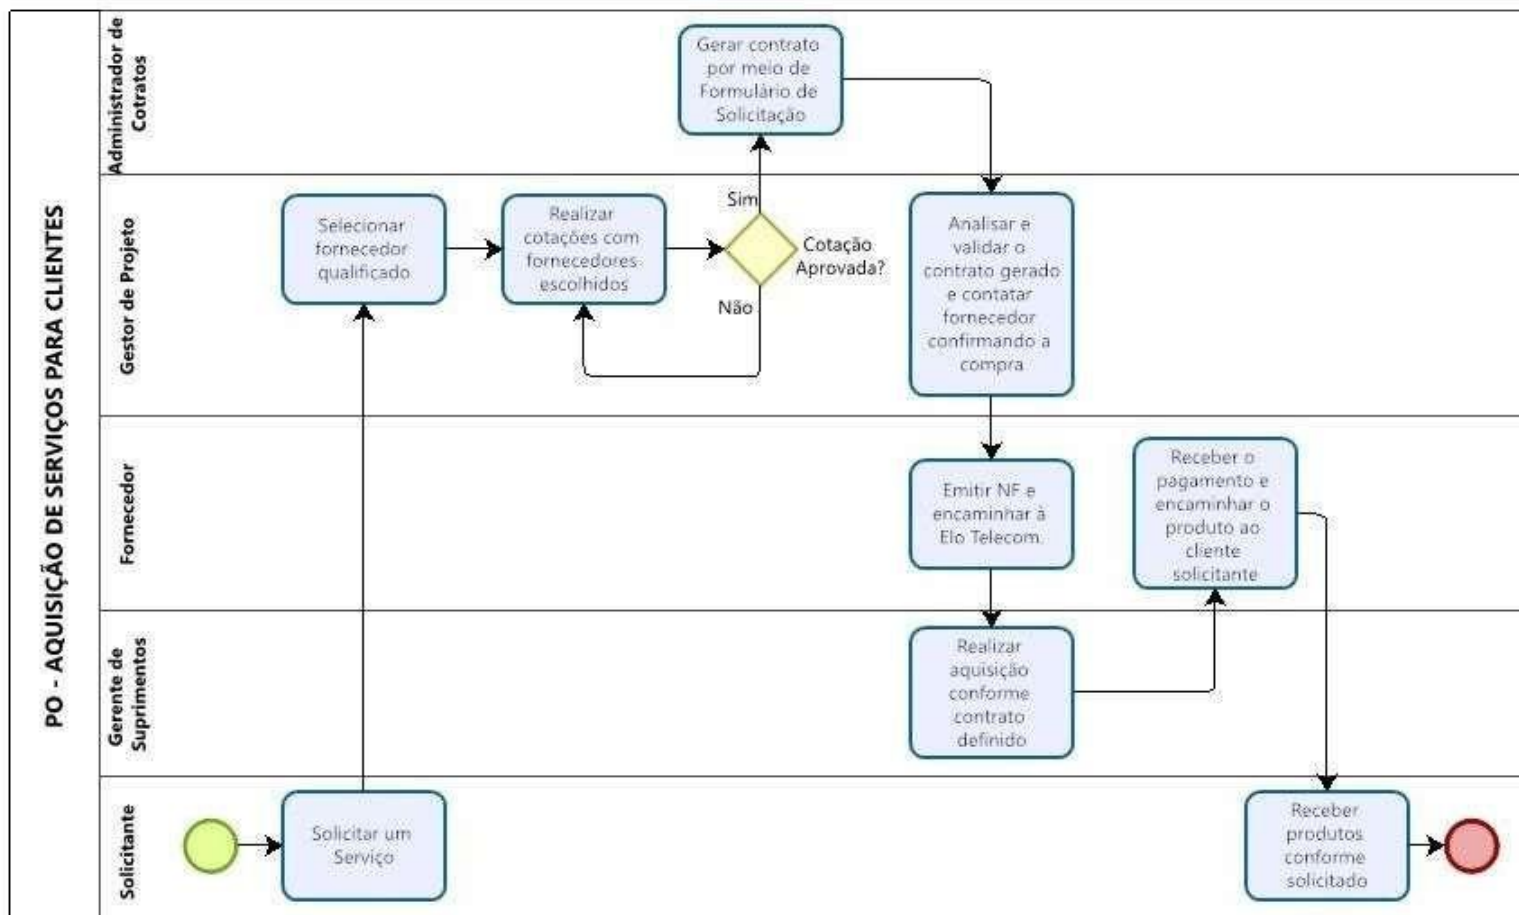 PO - AQUISIÇÃO DE SERVIÇOS PARA CLIENTES
Administrador de
Cotratos
Gerar contrato
por meio de
Formulário de
Solicitação
Gestor de Projeto
Selecionar
fornecedor
qualificado
Realizar
cotações com
fornecedores
escolhidos
Sim
Cotação
Aprovada?
Não
Analisar e
validar o
contrato gerado
e contatar
fornecedor
confirmando a
compra
Fornecedor
Emitir NF e
encaminhar à
Elo Telecom.
Receber o
pagamento e
encaminhar o
produto ao
cliente
solicitante
Gerente de
Suprimentos
Realizar
aquisição
conforme
contrato
definido
Solicitante
Solicitar um
Serviço
Receber
produtos
conforme
solicitado